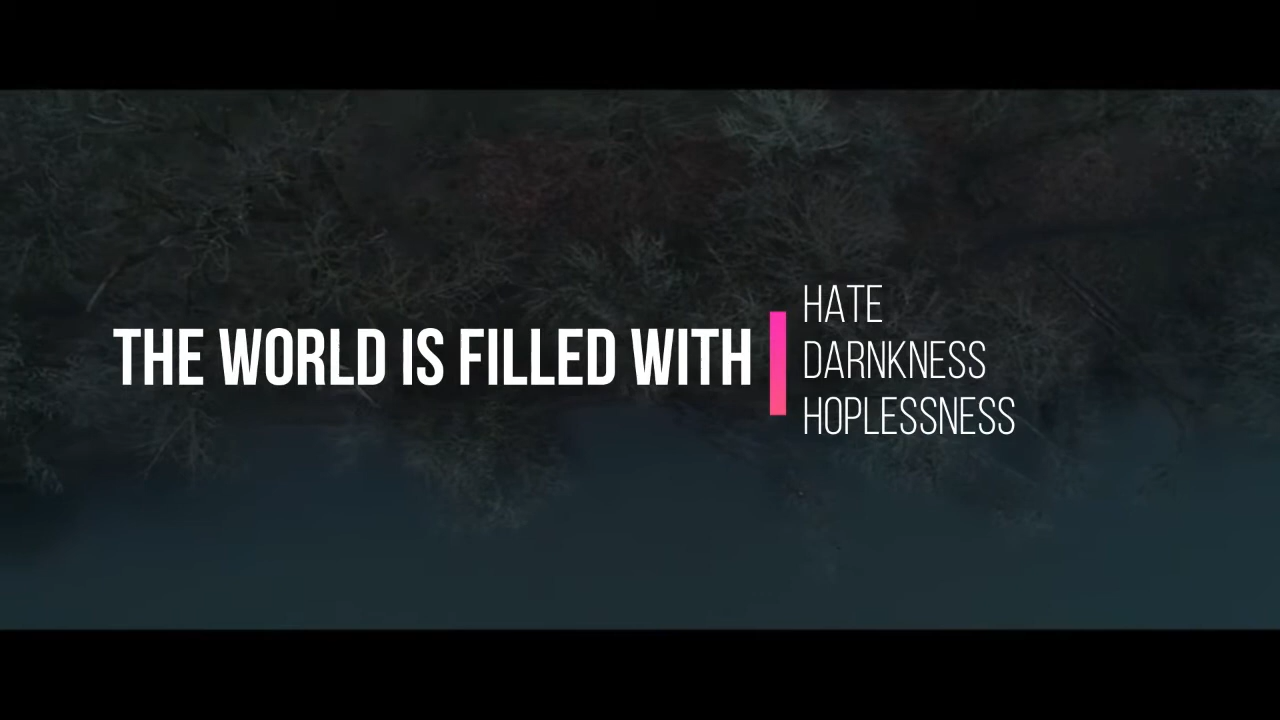 THE WORLD IS FILLED WITH
HATE
DARNKNESS
HOPLESSNESS